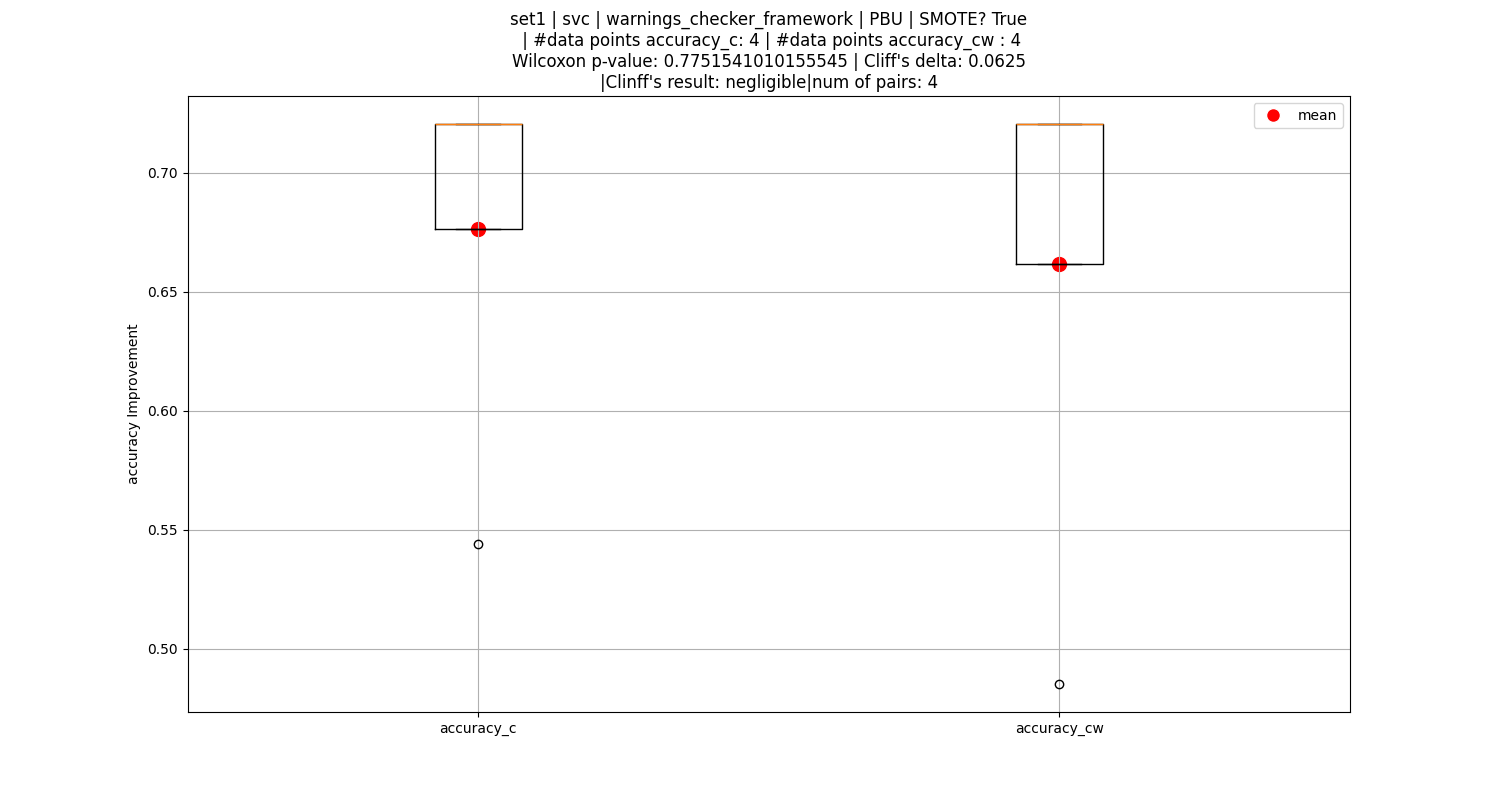 set1 | svc | warnings_checker_framework | PBU | SMOTE? True
| #data points accuracy_c: 4 | #data points accuracy_cw : 4
Wilcoxon p-value: 0.7751541010155545 | Cliff's delta: 0.0625
|Clinff's result: negligible|num of pairs: 4
mean
0.70
0.65
0.60
0.55
0.50
accuracy Improvement
accuracy_c
accuracy_cw